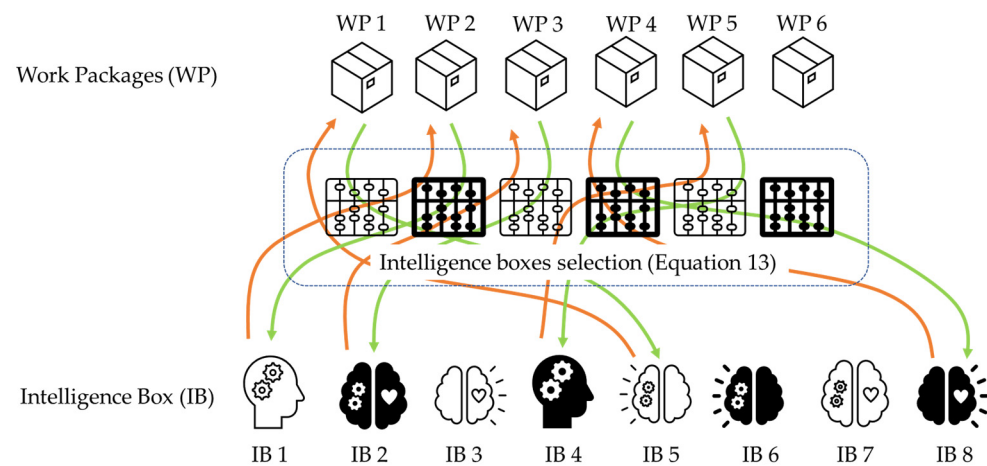 WP 1 WP 2 WP 3 WP 4 WP 5 WP 6
Work Packages (WP)
Intelligence boxes selection (Equation 13)
Intelligence Box (IB)
IB 1 IB 2 IB 3 IB 4 IB 5 IB 6 IB 7 IB 8